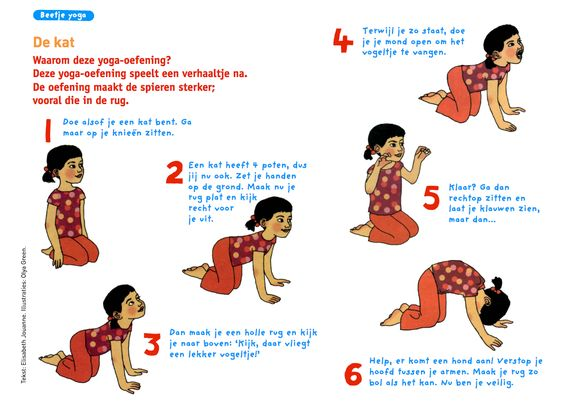 Beetje yoga
De kat
Waarom deze yoga-oefening?
Deze yoga-oefening speelt een verhaaltje na.
De oefening maakt de spieren sterker;
vooral die in de rug.
1
Doe alsof je een kat bent. Ga
maar op je knieën zitten.
2
Een kat heeft 4 poten, dus
jij nu ook. Zet je handen
op de grond. Maak nu je
rug plat en kijk
recht voor
je uit.
3
Dan maak je een holle rug en kijk
je naar boven: 'Kijk, daar vliegt
een lekker vogeltje!'
4
Terwijl je zo staat, doe
je je mond open om het
vogeltje te vangen.
5
Klaar? Ga dan
rechtop zitten en
laat je klauwen zien,
maar dan...
6
Help, er komt een hond aan! Verstop je
hoofd tussen je armen. Maak je rug zo
bol als het kan. Nu ben je veilig.
Tekst: Elisabeth Jouanne. Illustraties: Olya Green.